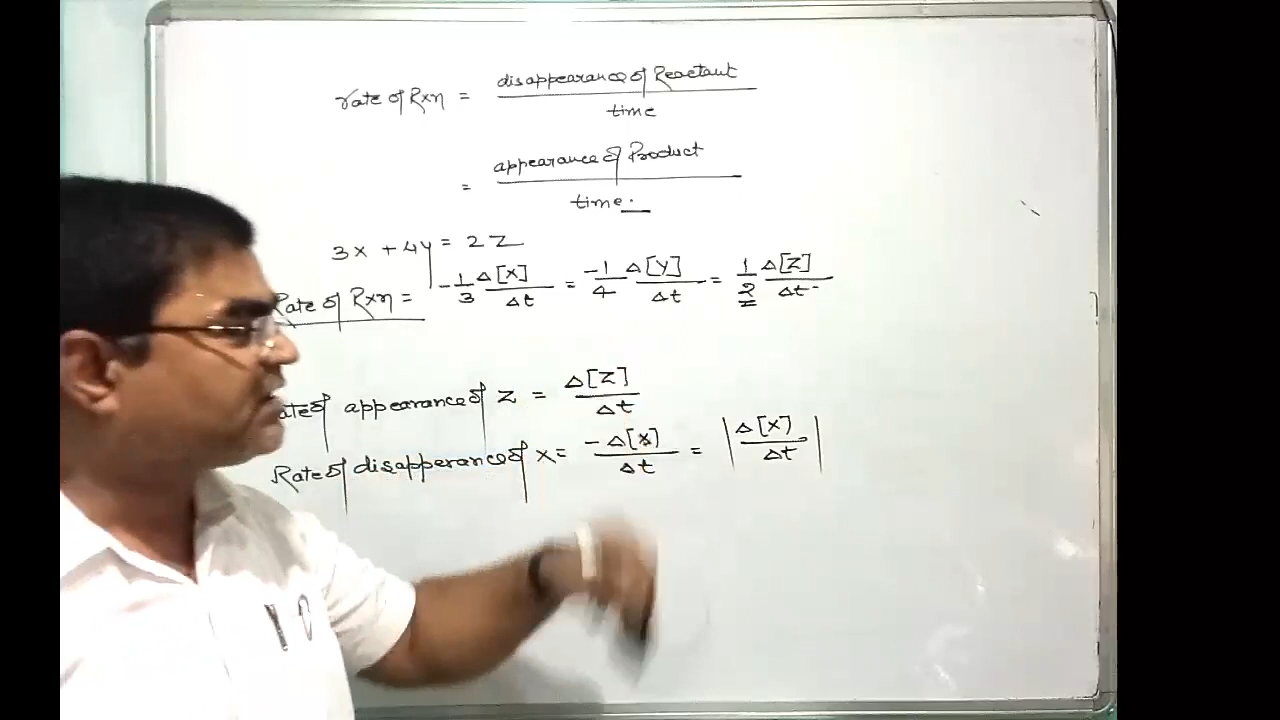 rate of Rxn = disappearance of Reactant / time
= appearance of Product / time.
3x + 4y = 2Z
Rate of Rxn = -1/3 Δ[x]/Δt = -1/4 Δ[y]/Δt = 1/2 Δ[Z]/Δt
Rate of appearance of Z = Δ[Z]/Δt
Rate of disapperance of x = -Δ[x]/Δt = |Δ[x]/Δt|